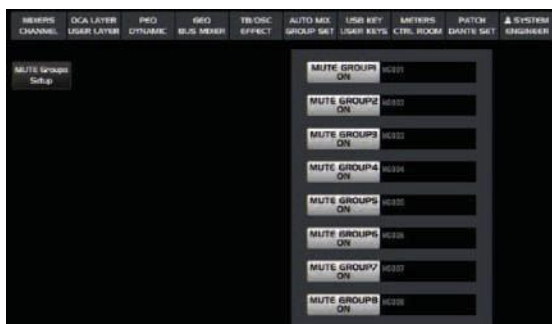 MIXERS DCA LAYER PEQ GEQ TB/OSC AUTO MIX USB KEY METERS PATCH SYSTEM
CHANNEL USER LAYER DYNAMIC BUS MIXER EFFECT GROUP SET USER KEYS CTRL ROOM DANTE SET ENGINEER
MUTE Groups
Setup
MUTE GROUP1
ON
MUTE GROUP2
ON
MUTE GROUP3
ON
MUTE GROUP4
ON
MUTE GROUP5
ON
MUTE GROUP6
ON
MUTE GROUP7
ON
MUTE GROUP8
ON